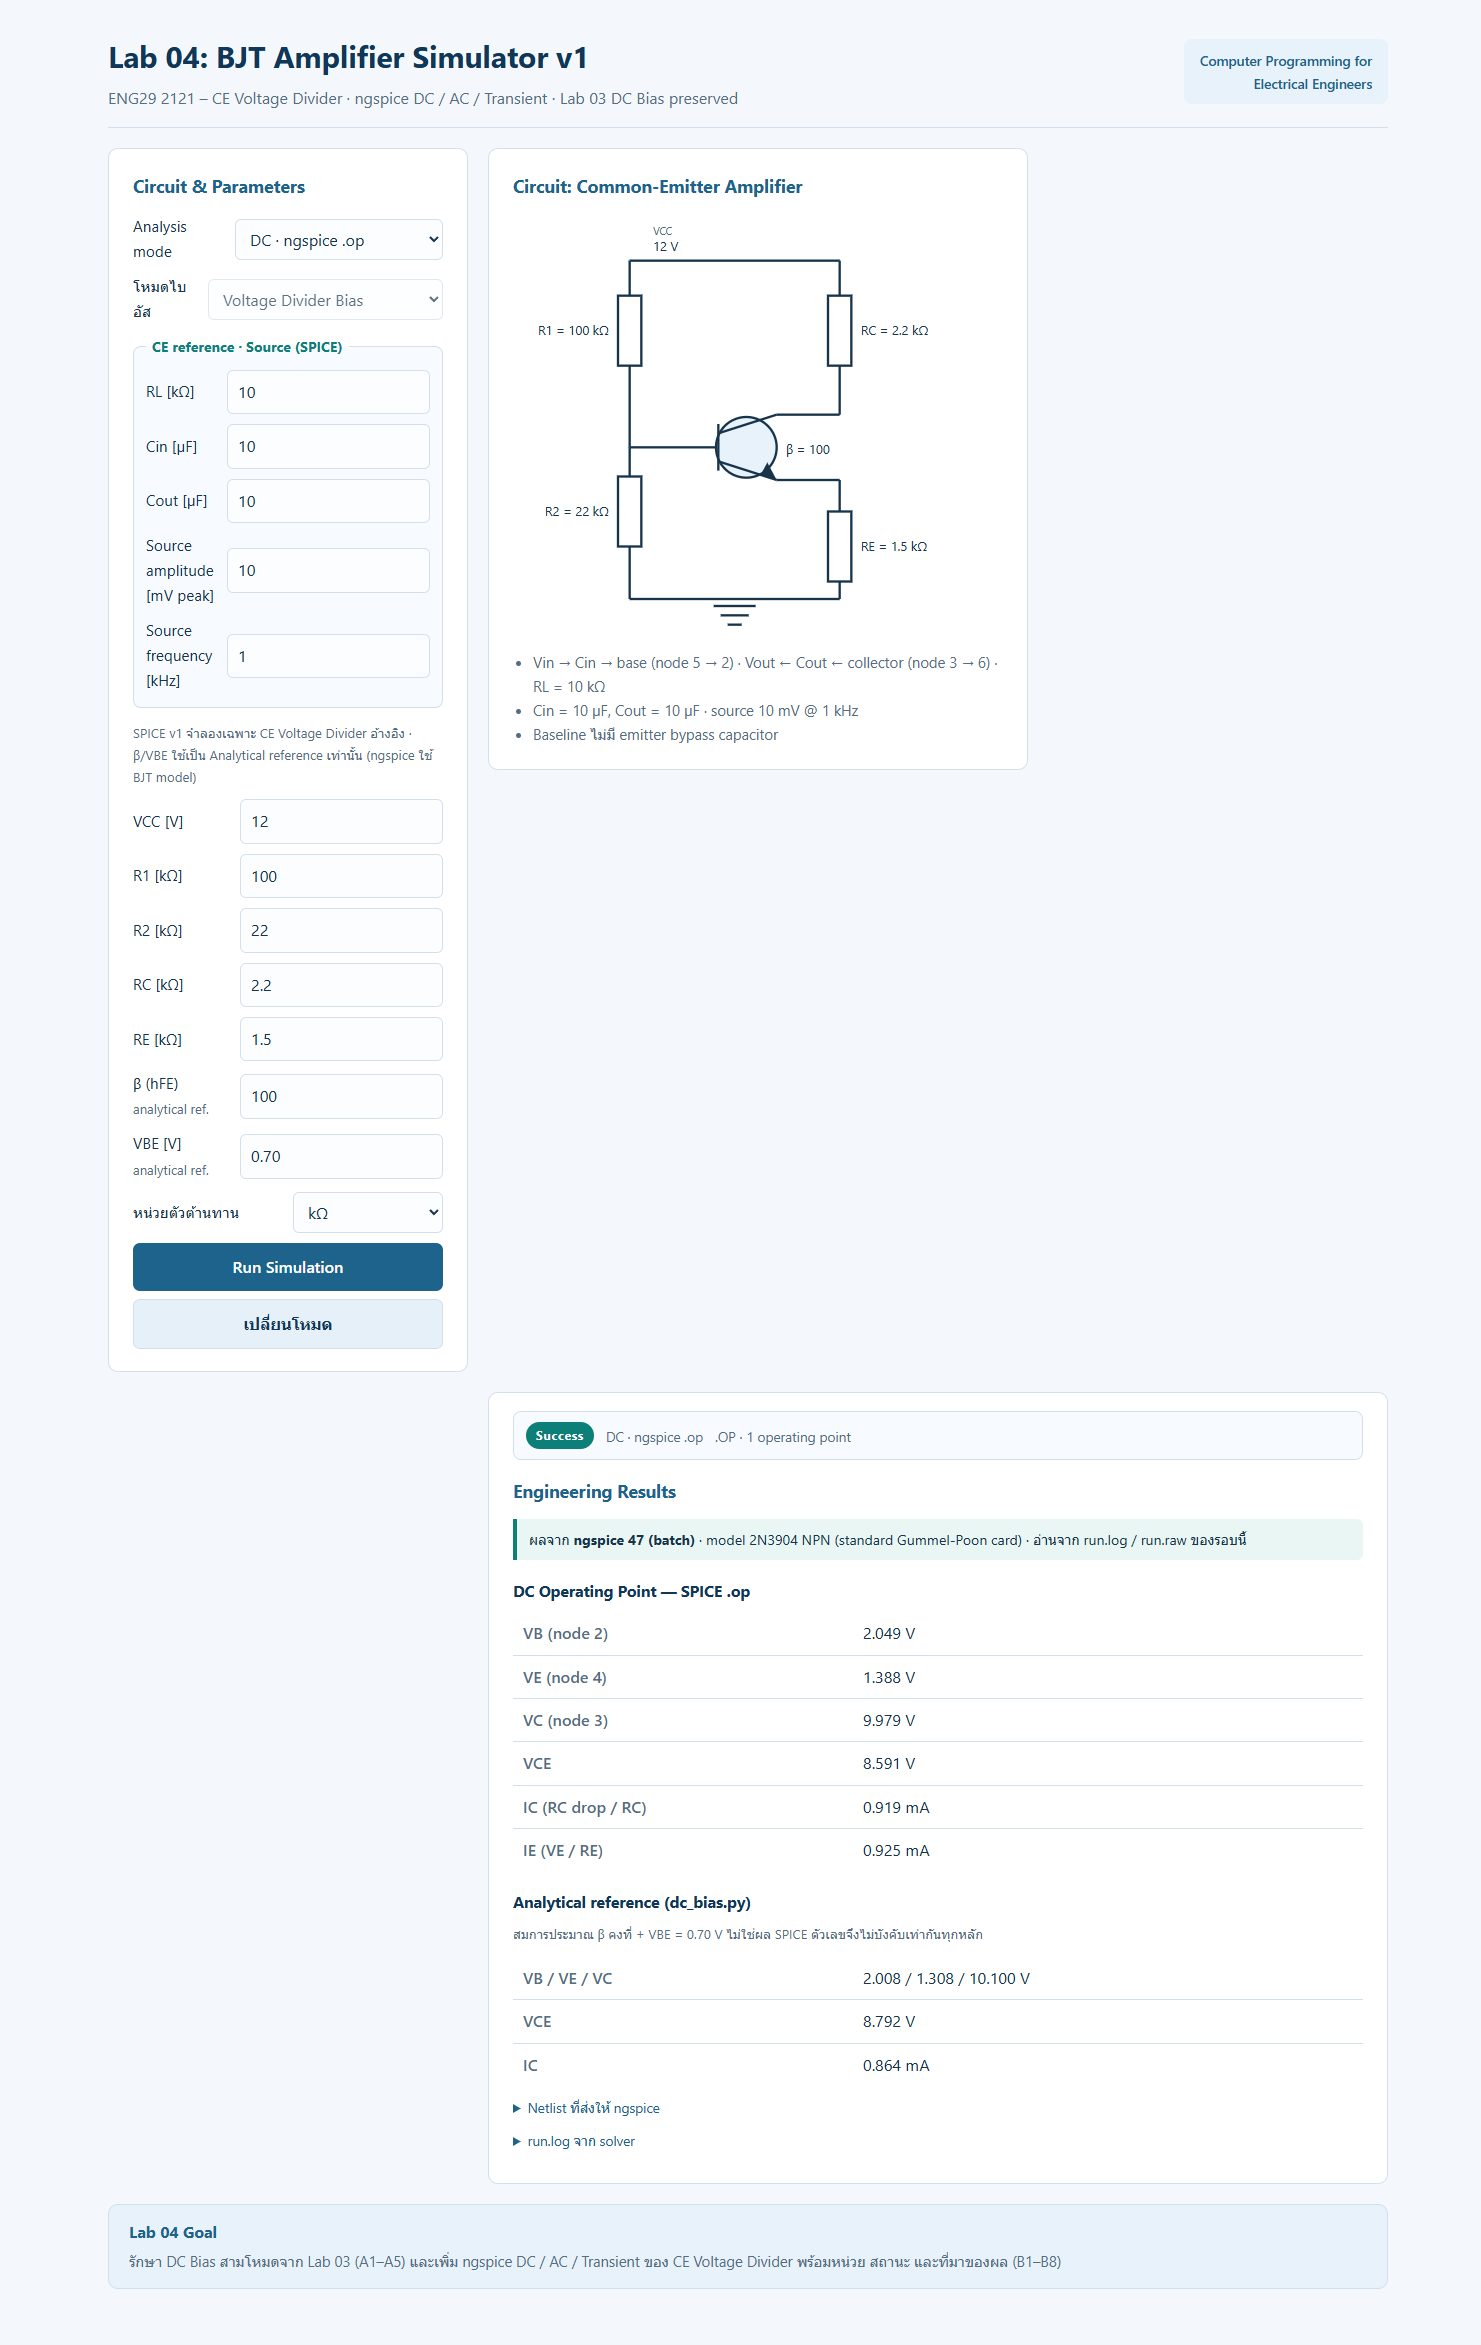 Lab 04: BJT Amplifier Simulator v1
ENG29 2121 – CE Voltage Divider · ngspice DC / AC / Transient · Lab 03 DC Bias preserved
Computer Programming for
Electrical Engineers
Circuit & Parameters
Analysis
mode
DC · ngspice .op
โหมดไบ
อัส
Voltage Divider Bias
CE reference · Source (SPICE)
RL [kΩ]
10
Cin [µF]
10
Cout [µF]
10
Source
amplitude
[mV peak]
10
Source
frequency
[kHz]
1
SPICE v1 จำลองเฉพาะ CE Voltage Divider อ้างอิง ·
β/VBE ใช้เป็น Analytical reference เท่านั้น (ngspice ใช้
BJT model)
VCC [V]
12
R1 [kΩ]
100
R2 [kΩ]
22
RC [kΩ]
2.2
RE [kΩ]
1.5
β (hFE)
analytical ref.
100
VBE [V]
analytical ref.
0.70
หน่วยตัวต้านทาน
kΩ
Run Simulation
เปลี่ยนโหมด
Circuit: Common-Emitter Amplifier
VCC
12 V
R1 = 100 kΩ
RC = 2.2 kΩ
β = 100
R2 = 22 kΩ
RE = 1.5 kΩ
• Vin → Cin → base (node 5 → 2) · Vout ← Cout ← collector (node 3 → 6) ·
RL = 10 kΩ
• Cin = 10 µF, Cout = 10 µF · source 10 mV @ 1 kHz
• Baseline ไม่มี emitter bypass capacitor
Success DC · ngspice .op .OP · 1 operating point
Engineering Results
ผลจาก ngspice 47 (batch) · model 2N3904 NPN (standard Gummel-Poon card) · อ่านจาก run.log / run.raw ของรอบนี้
DC Operating Point — SPICE .op
VB (node 2) 2.049 V
VE (node 4) 1.388 V
VC (node 3) 9.979 V
VCE 8.591 V
IC (RC drop / RC) 0.919 mA
IE (VE / RE) 0.925 mA
Analytical reference (dc_bias.py)
สมการประมาณ β คงที่ + VBE = 0.70 V ไม่ใช่ผล SPICE ตัวเลขจึงไม่บังคับเท่ากันทุกหลัก
VB / VE / VC 2.008 / 1.308 / 10.100 V
VCE 8.792 V
IC 0.864 mA
▶ Netlist ที่ส่งให้ ngspice
▶ run.log จาก solver
Lab 04 Goal
รักษา DC Bias สามโหมดจาก Lab 03 (A1–A5) และเพิ่ม ngspice DC / AC / Transient ของ CE Voltage Divider พร้อมหน่วย สถานะ และที่มาของผล (B1–B8)